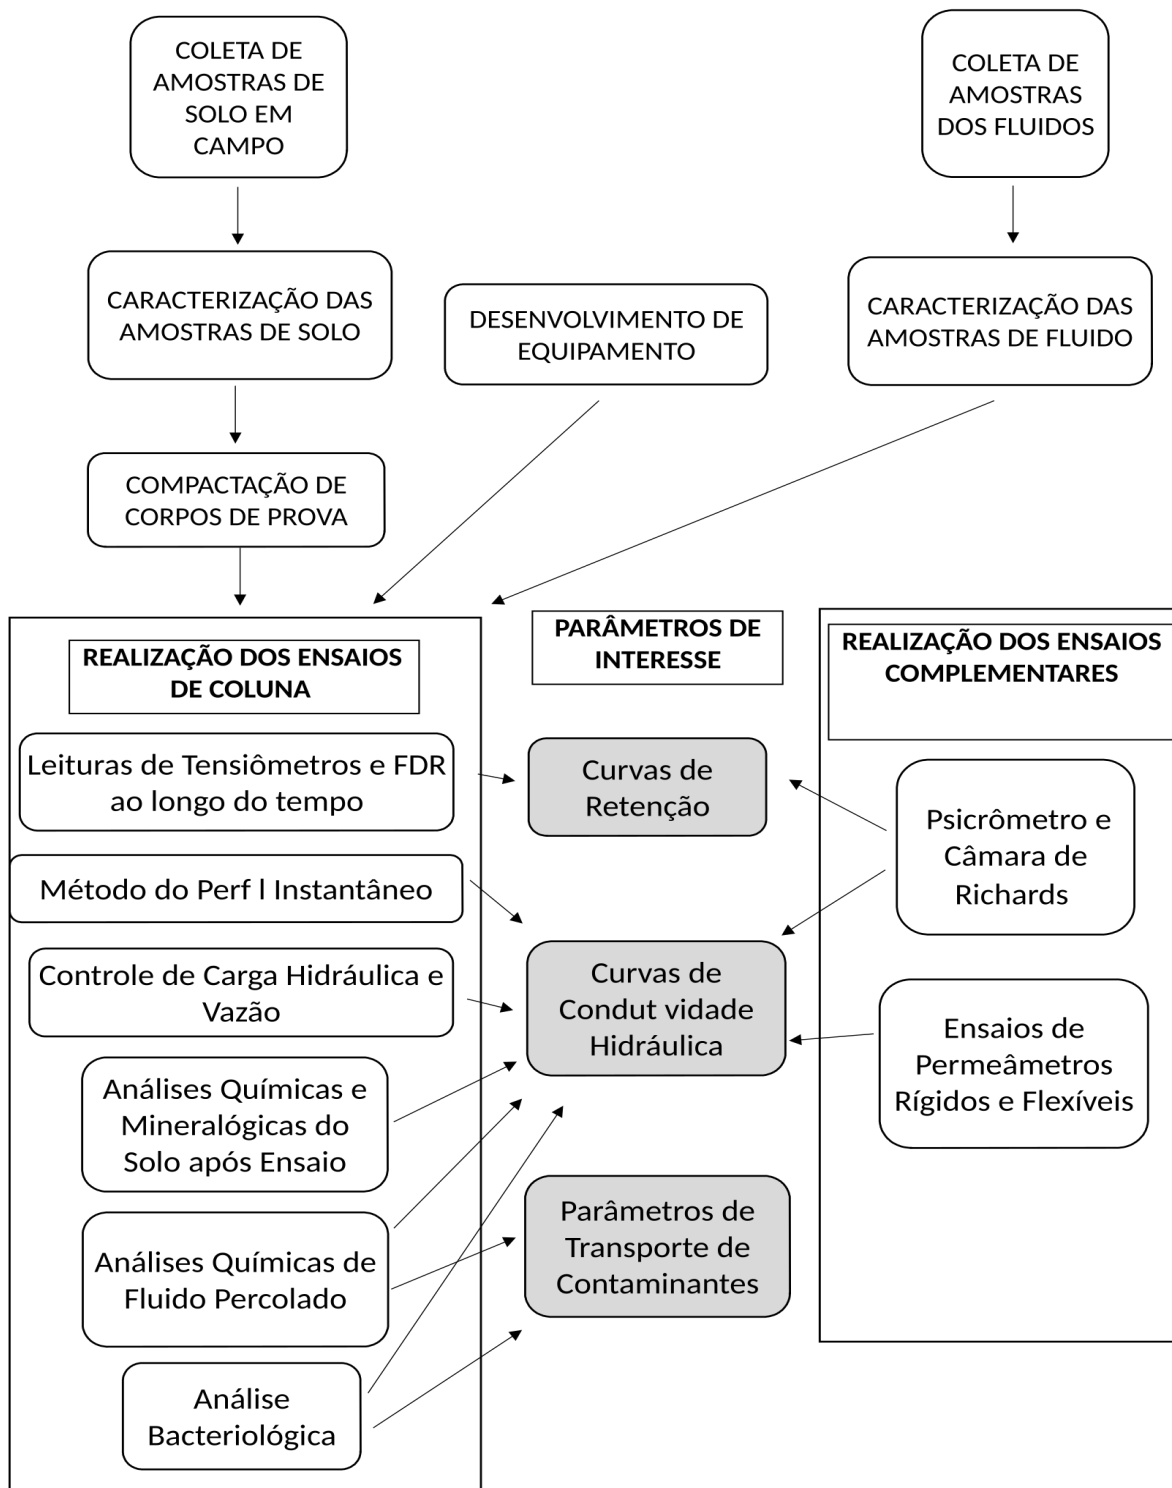 COLETA DE
AMOSTRAS DE
SOLO EM
CAMPO
COLETA DE
AMOSTRAS
DOS FLUIDOS
CARACTERIZAÇÃO DAS
AMOSTRAS DE SOLO
DESENVOLVIMENTO DE
EQUIPAMENTO
CARACTERIZAÇÃO DAS
AMOSTRAS DE FLUIDO
COMPACTAÇÃO DE
CORPOS DE PROVA
REALIZAÇÃO DOS ENSAIOS
DE COLUNA
Leituras de Tensiômetros e FDR
ao longo do tempo
Método do Perf l Instantâneo
Controle de Carga Hidráulica e
Vazão
Análises Químicas e
Mineralógicas do
Solo após Ensaio
Análises Químicas de
Fluido Percolado
Análise
Bacteriológica
PARÂMETROS DE
INTERESSE
Curvas de
Retenção
Curvas de
Condut vidade
Hidráulica
Parâmetros de
Transporte de
Contaminantes
REALIZAÇÃO DOS ENSAIOS
COMPLEMENTARES
Psicrômetro e
Câmara de
Richards
Ensaios de
Permeâmetros
Rígidos e Flexíveis